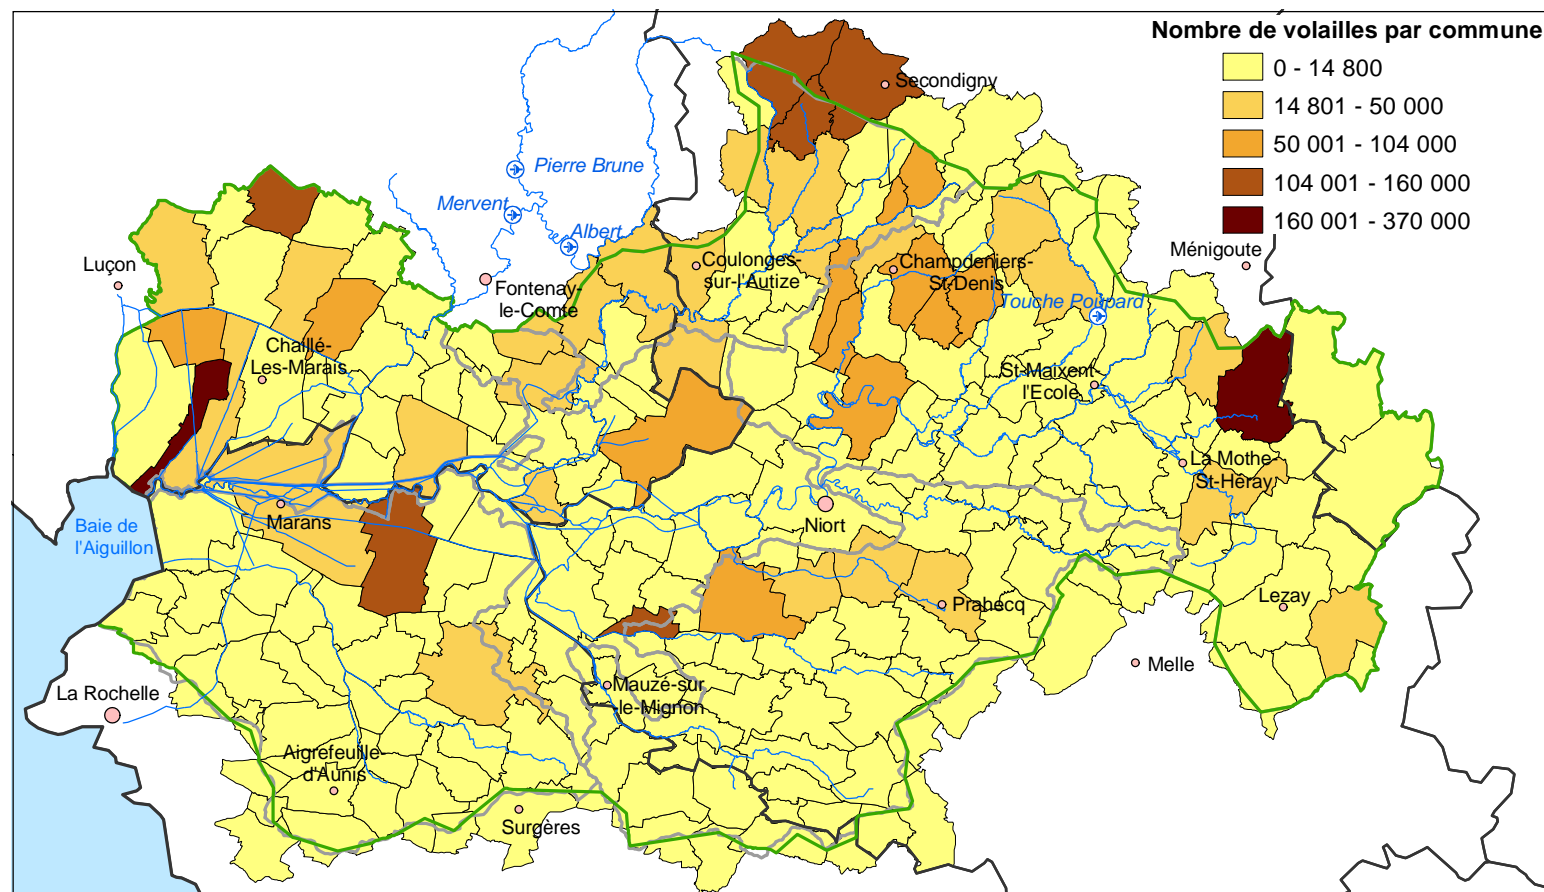 Nombre de volailles par commune
0 - 14 800
14 801 - 50 000
50 001 - 104 000
104 001 - 160 000
160 001 - 370 000
Secondigny
Pierre Brune
Mervent
Albert
Ménigoute
Luçon
Coulonges-
sur-l'Autize
Champdeniers-
St-Denis
Fontenay-
le-Comte
Touche Poupard
Chaillé-
Les-Marais
St-Maixent-
l'Ecole
La Mothe-
St-Héray
Marans
Niort
Baie de
l'Aiguillon
Prahecq
Lezay
Melle
La Rochelle
Mauzé-sur
-le-Mignon
Aigrefeuille-
d'Aunis
Surgères